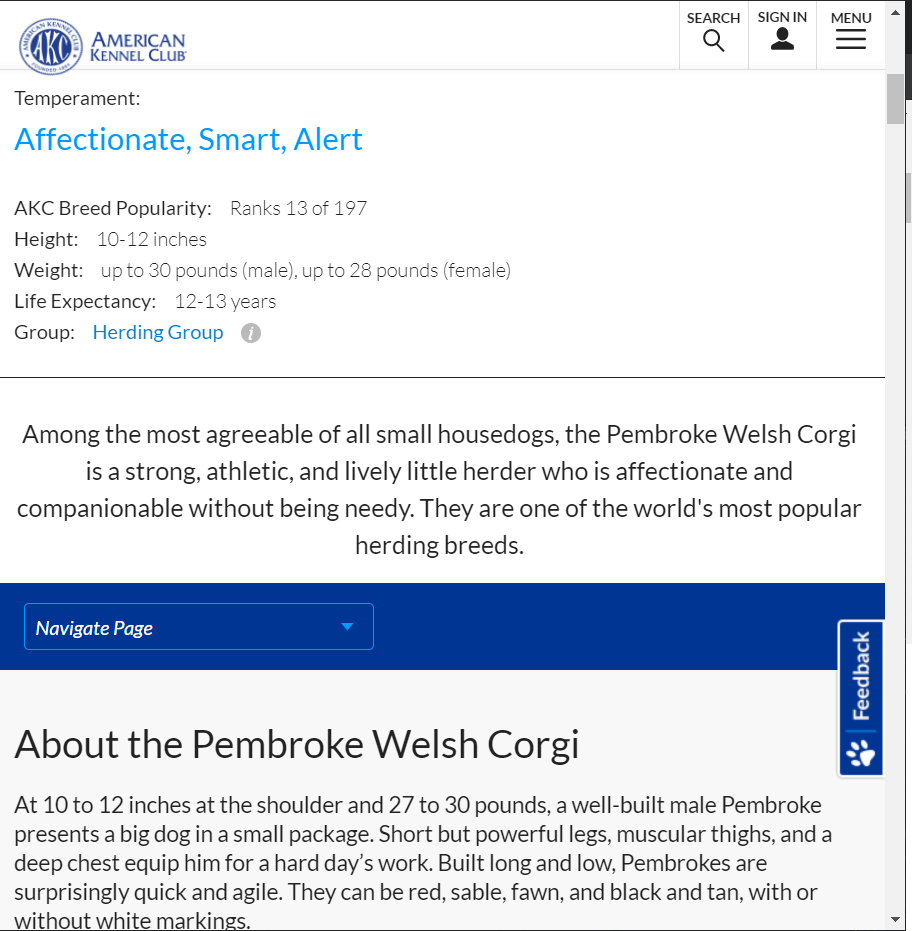 AMERICAN KENNEL CLUB
AKC
SEARCH
SIGN IN
MENU
Temperament:
Affectionate, Smart, Alert
AKC Breed Popularity: Ranks 13 of 197
Height: 10-12 inches
Weight: up to 30 pounds (male), up to 28 pounds (female)
Life Expectancy: 12-13 years
Group: Herding Group i
Among the most agreeable of all small housedogs, the Pembroke Welsh Corgi
is a strong, athletic, and lively little herder who is affectionate and
companionable without being needy. They are one of the world's most popular
herding breeds.
Navigate Page
Feedback
About the Pembroke Welsh Corgi
At 10 to 12 inches at the shoulder and 27 to 30 pounds, a well-built male Pembroke
presents a big dog in a small package. Short but powerful legs, muscular thighs, and a
deep chest equip him for a hard day’s work. Built long and low, Pembrokes are
surprisingly quick and agile. They can be red, sable, fawn, and black and tan, with or
without white markings.